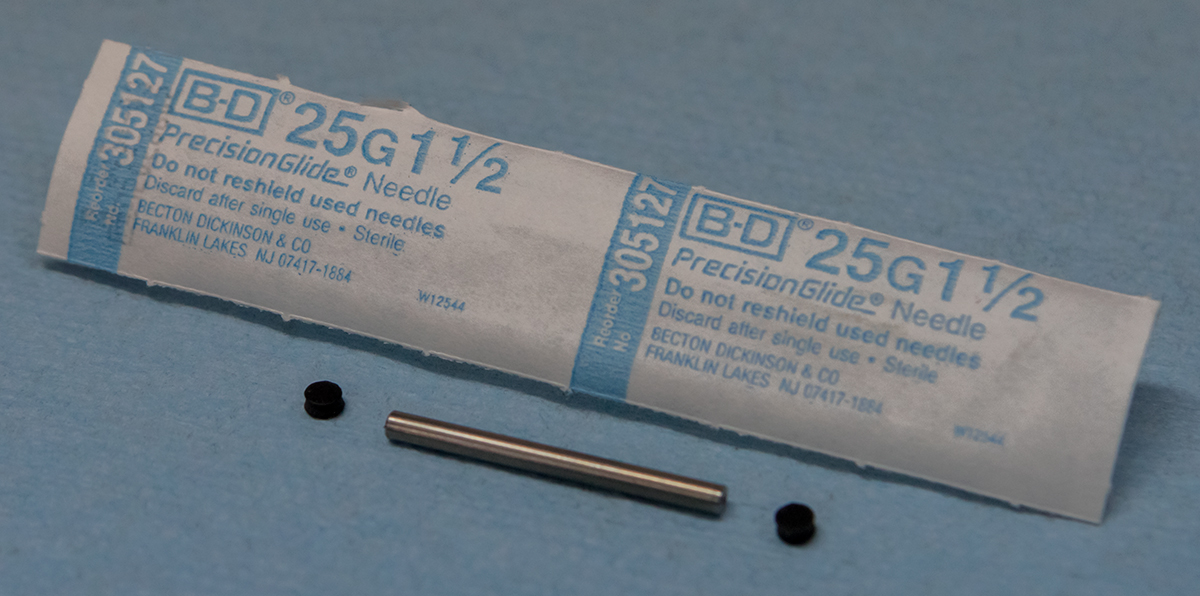 Reorder No 305127
B-D® 25G 1 1/2
PrecisionGlide® Needle
Do not reshield used needles
Discard after single use • Sterile
BECTON DICKINSON & CO
FRANKLIN LAKES NJ 07417-1884
W12544
Reorder No 305127
B-D® 25G 1 1/2
PrecisionGlide® Needle
Do not reshield used needles
Discard after single use • Sterile
BECTON DICKINSON & CO
FRANKLIN LAKES NJ 07417-1884
W12544